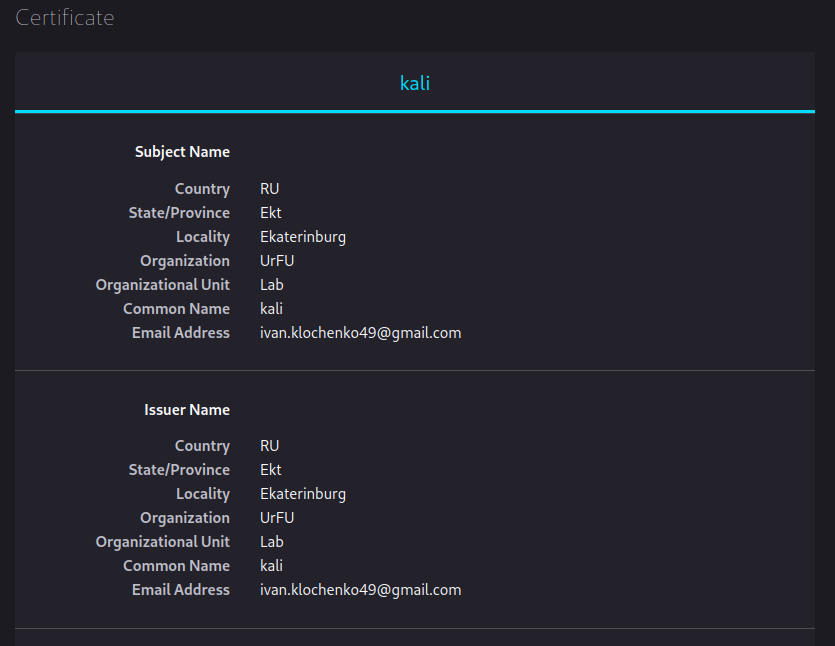 Certificate
kali
Subject Name
Country RU
State/Province Ekt
Locality Ekaterinburg
Organization UrFU
Organizational Unit Lab
Common Name kali
Email Address ivan.klochenko49@gmail.com
Issuer Name
Country RU
State/Province Ekt
Locality Ekaterinburg
Organization UrFU
Organizational Unit Lab
Common Name kali
Email Address ivan.klochenko49@gmail.com